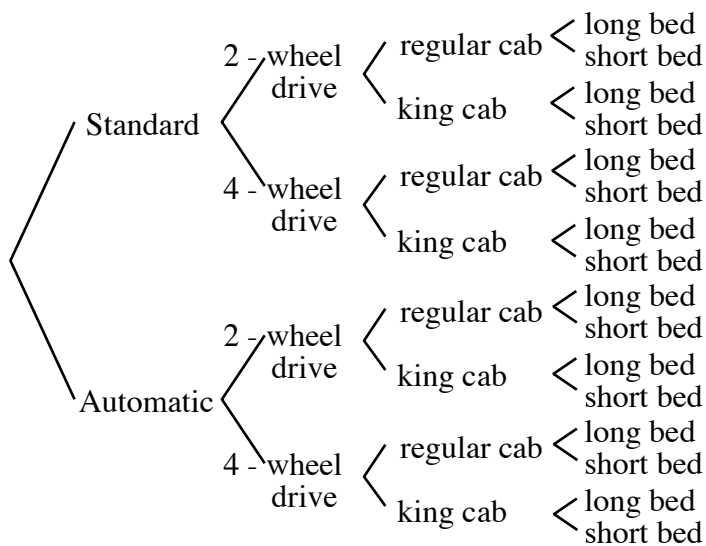 long bed
2 - wheel regular cab short bed
drive
long bed
king cab
short bed
Standard
long bed
4 - wheel regular cab
short bed
drive
long bed
king cab
short bed
long bed
regular cab
2 - wheel short bed
drive
long bed
king cab
short bed
Automatic
long bed
regular cab
4 - wheel short bed
drive
long bed
king cab
short bed